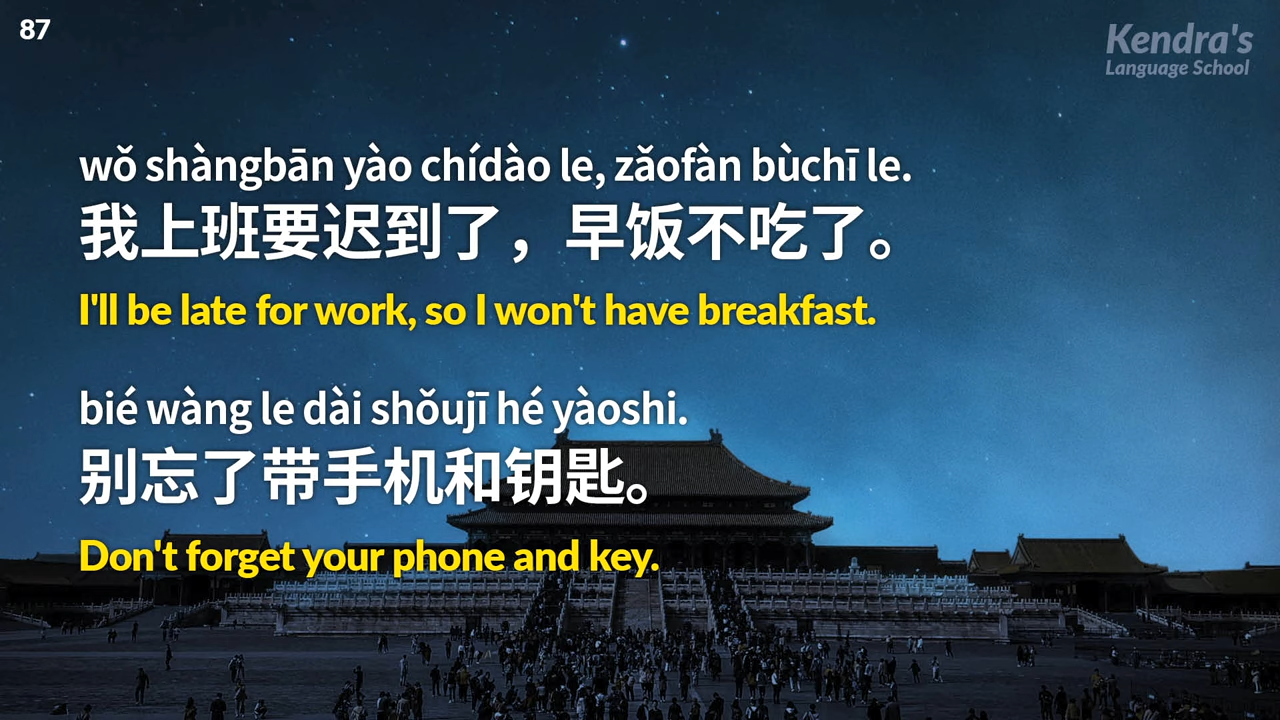 87
Kendra's
Language School
wǒ shàngbān yào chídào le, zǎofàn bùchī le.
我上班要迟到了，早饭不吃了。
I'll be late for work, so I won't have breakfast.
bié wàng le dài shǒujī hé yàoshi.
别忘了带手机和钥匙。
Don't forget your phone and key.